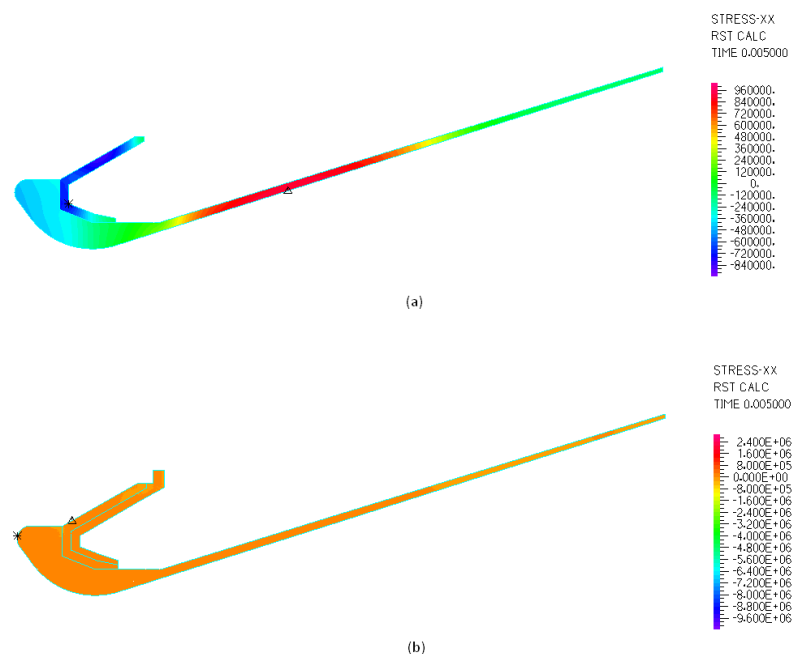 STRESS-XX
RST CALC
TIME 0.005000
960000.
840000.
720000.
600000.
480000.
360000.
240000.
120000.
0.
-120000.
-240000.
-360000.
-480000.
-600000.
-720000.
-840000.
(a)
STRESS-XX
RST CALC
TIME 0.005000
2.400E+06
1.600E+06
8.000E+05
0.000E+00
-8.000E+05
-1.600E+06
-2.400E+06
-3.200E+06
-4.000E+06
-4.800E+06
-5.600E+06
-6.400E+06
-7.200E+06
-8.000E+06
-8.800E+06
-9.600E+06
(b)